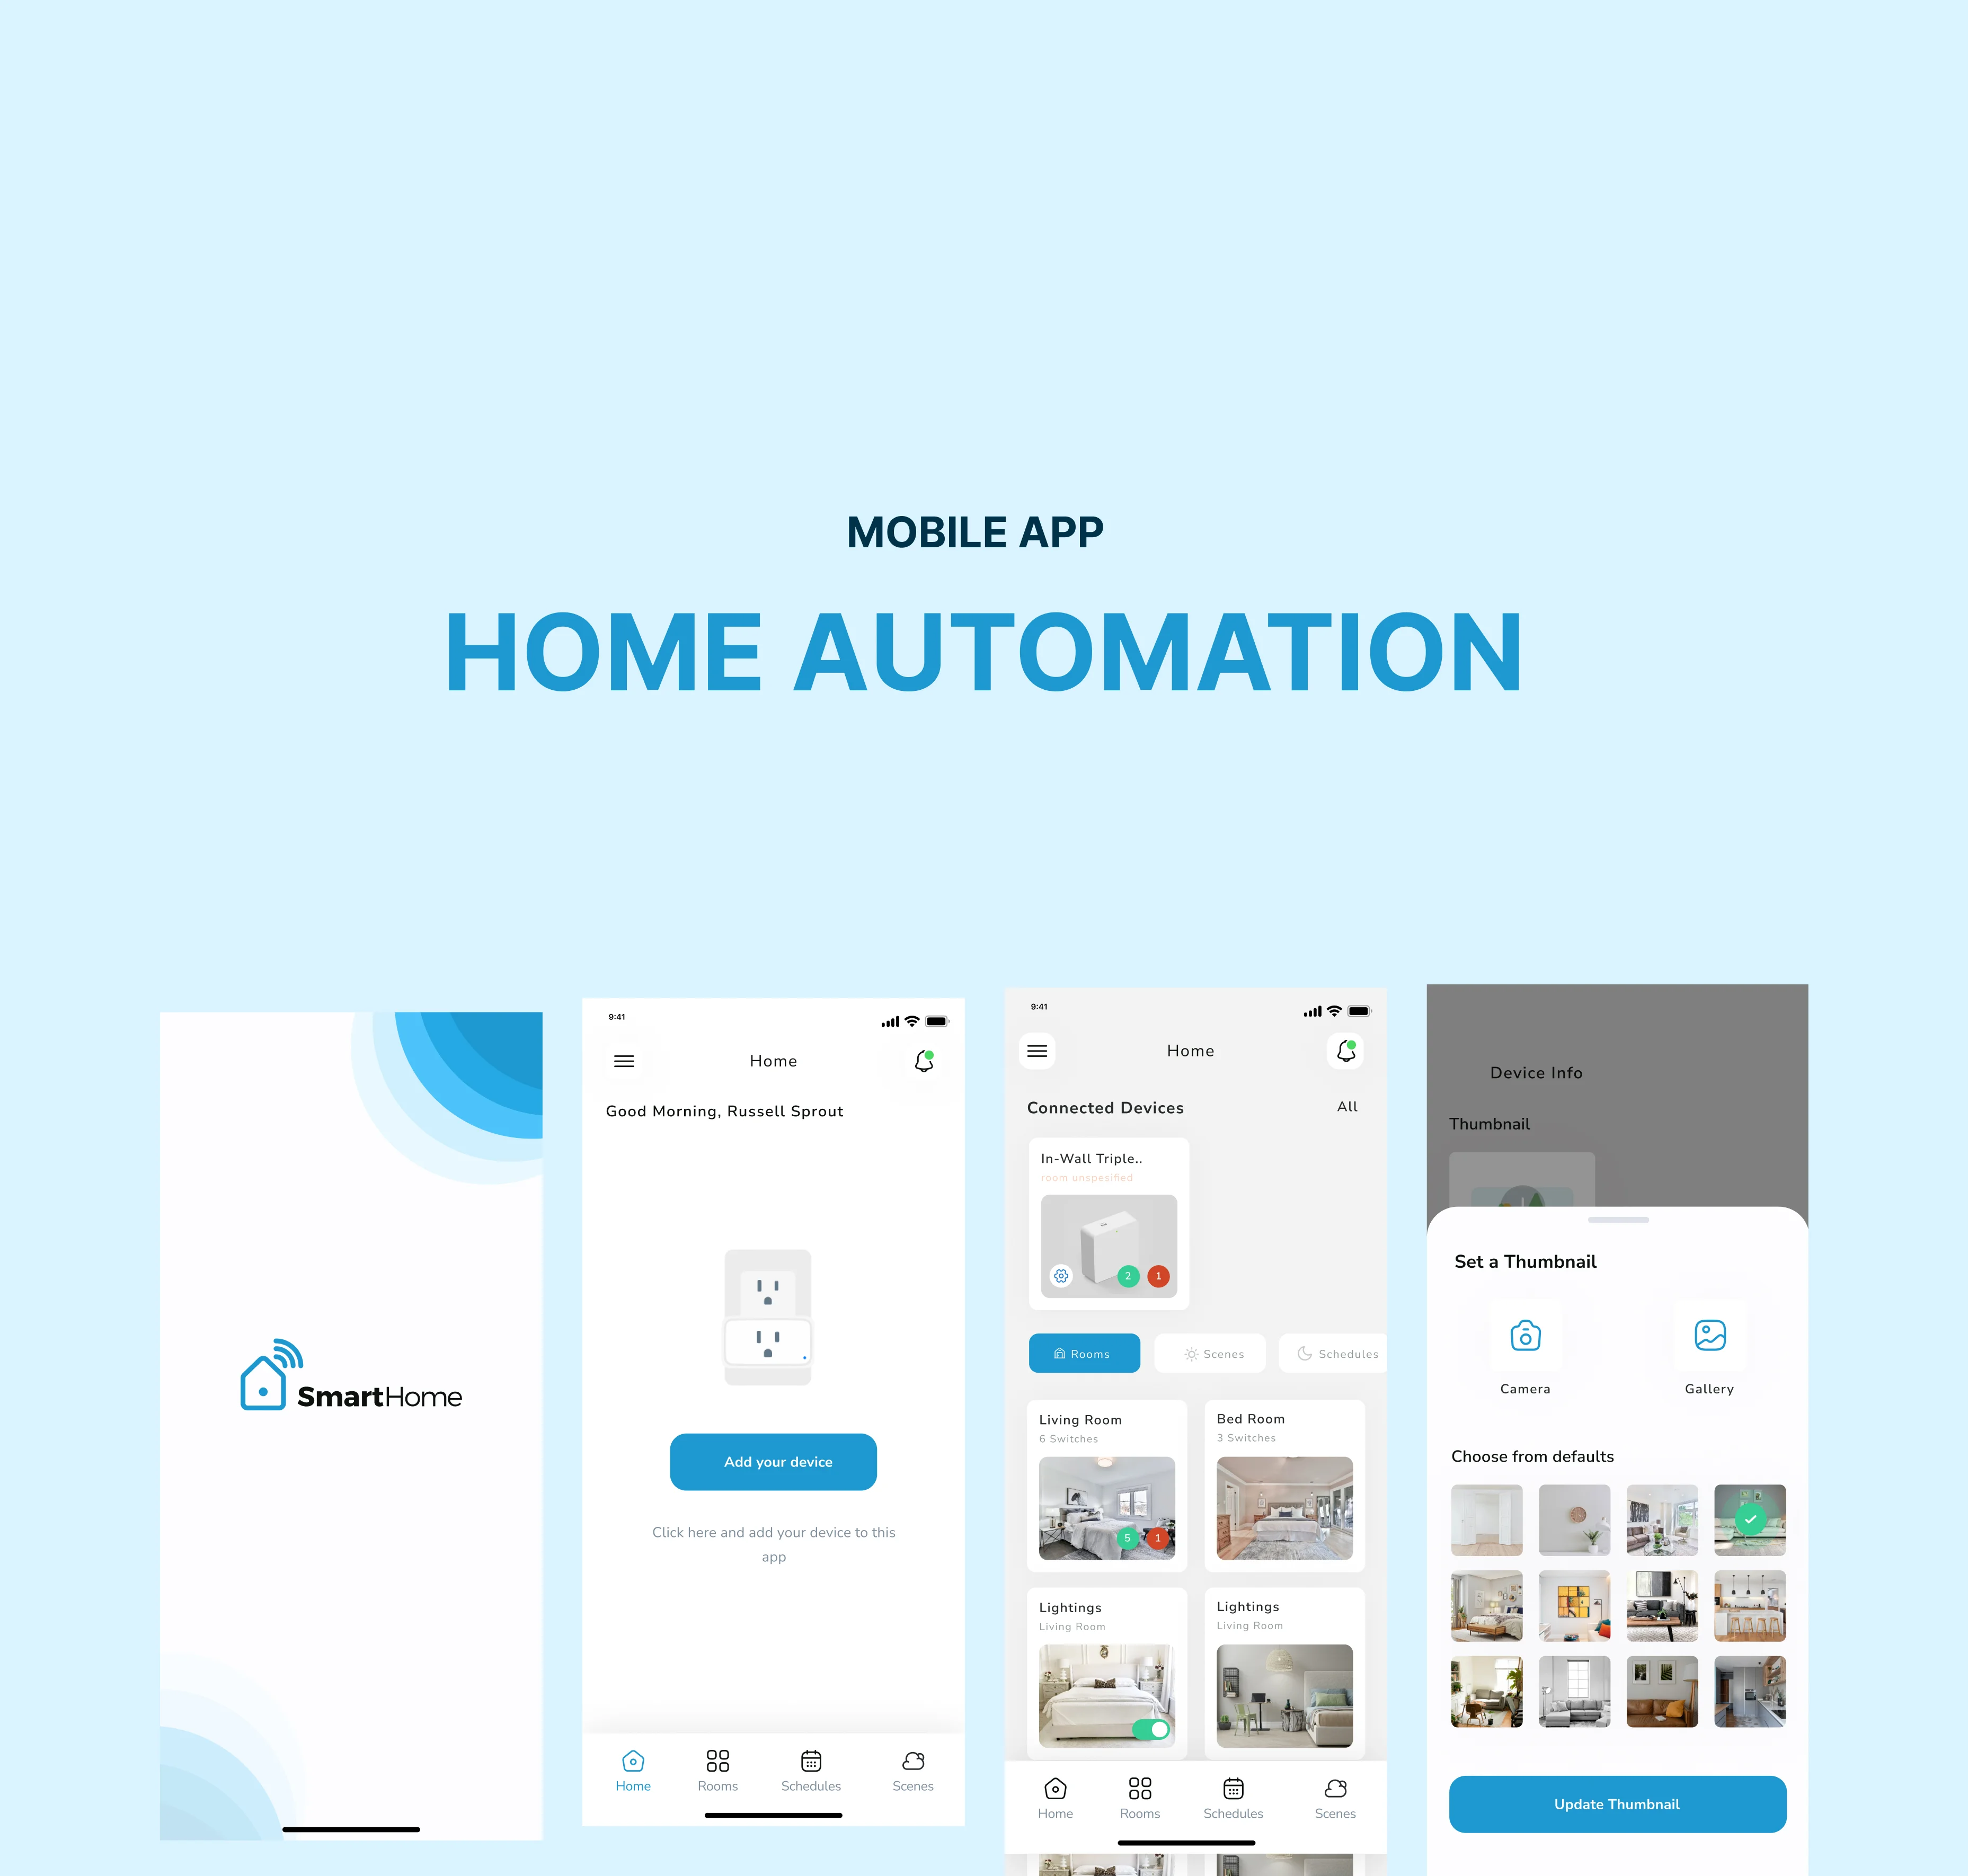 MOBILE APP
HOME AUTOMATION
SmartHome
9:41
Home
Good Morning, Russell Sprout
Add your device
Click here and add your device to this
app
Home
Rooms
Schedules
Scenes
9:41
Home
Connected Devices
All
In-Wall Triple..
room unspesified
2
1
Rooms
Scenes
Schedules
Living Room
6 Switches
5
1
Bed Room
3 Switches
Lightings
Living Room
Lightings
Living Room
Home
Rooms
Schedules
Scenes
Device Info
Thumbnail
Set a Thumbnail
Camera
Gallery
Choose from defaults
Update Thumbnail